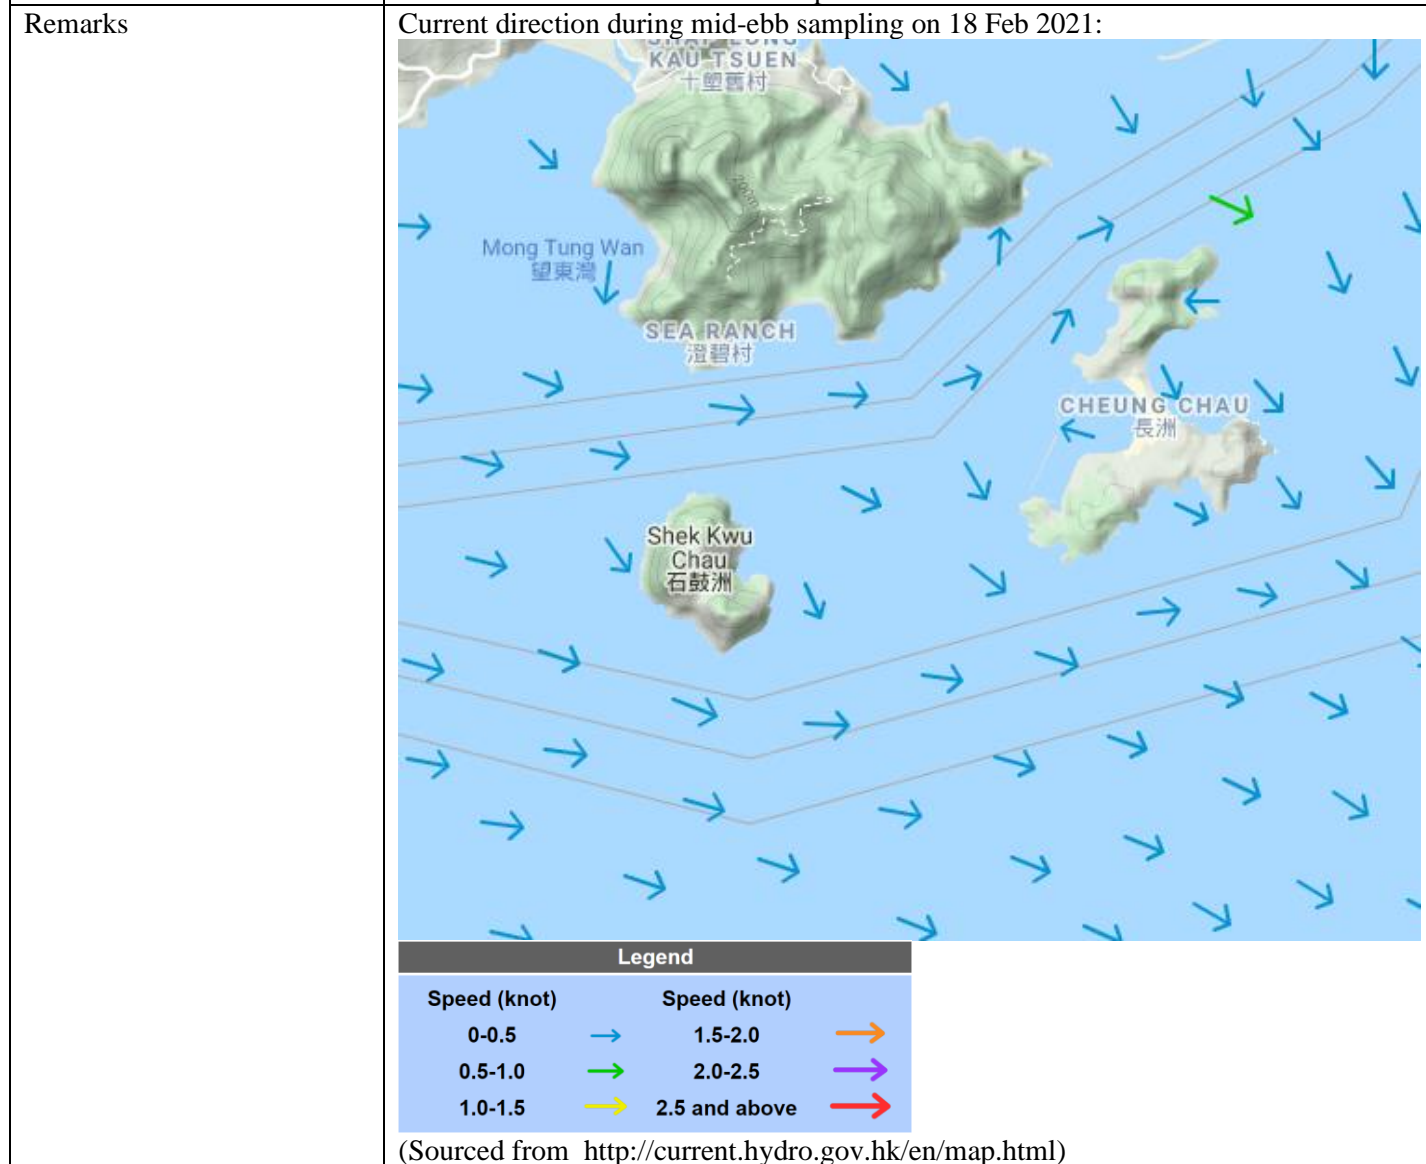 Remarks
Current direction during mid-ebb sampling on 18 Feb 2021:
KAU TSUEN
十塱舊村
Mong Tung Wan
望東灣
SEA RANCH
澄碧村
CHEUNG CHAU
長洲
Shek Kwu
Chau
石鼓洲
Legend
Speed (knot) Speed (knot)
0-0.5 1.5-2.0
0.5-1.0 2.0-2.5
1.0-1.5 2.5 and above
(Sourced from http://current.hydro.gov.hk/en/map.html)